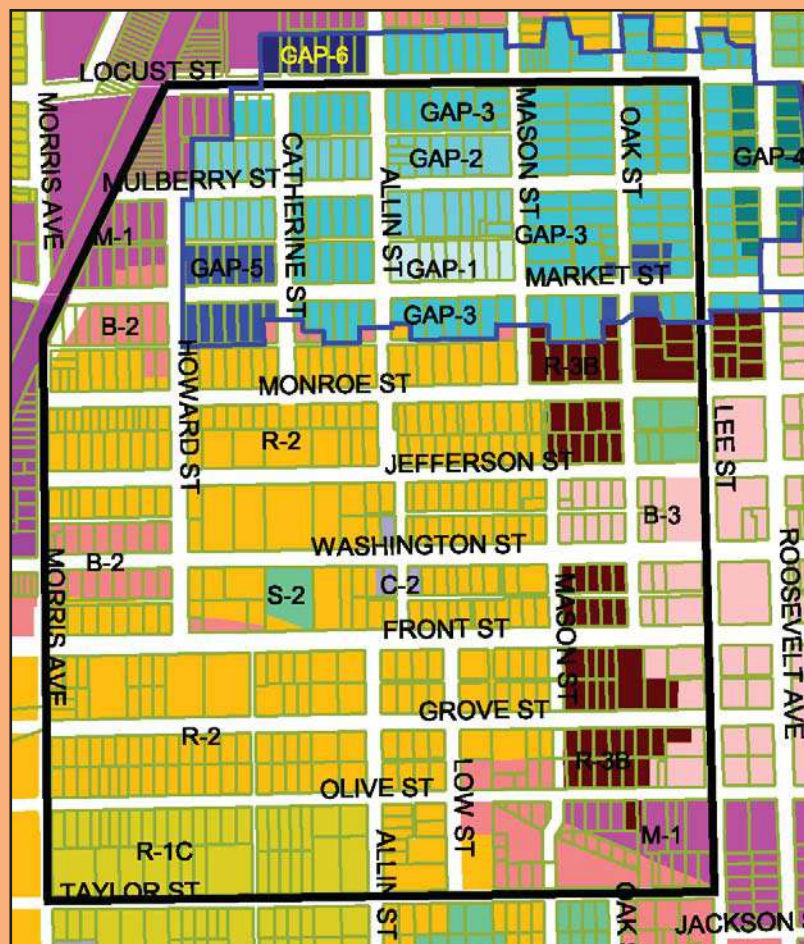 GAP-6
LOCUST ST
MORRIS AVE
GAP-3
MASON ST
OAK ST
CATHERINE ST
GAP-2
GAP-4
MULBERRY ST
ALLIN ST
M-1
GAP-3
GAP-5
GAP-1
MARKET ST
B-2
GAP-3
HOWARD ST
R-3B
MONROE ST
LEE ST
R-2
JEFFERSON ST
B-3
ROOSEVELT AVE
WASHINGTON ST
B-2
MORRIS AVE
S-2
C-2
MASON ST
FRONT ST
GROVE ST
R-2
R-3B
LOW ST
OLIVE ST
ALLIN ST
M-1
R-1C
TAYLOR ST
OAK
JACKSON